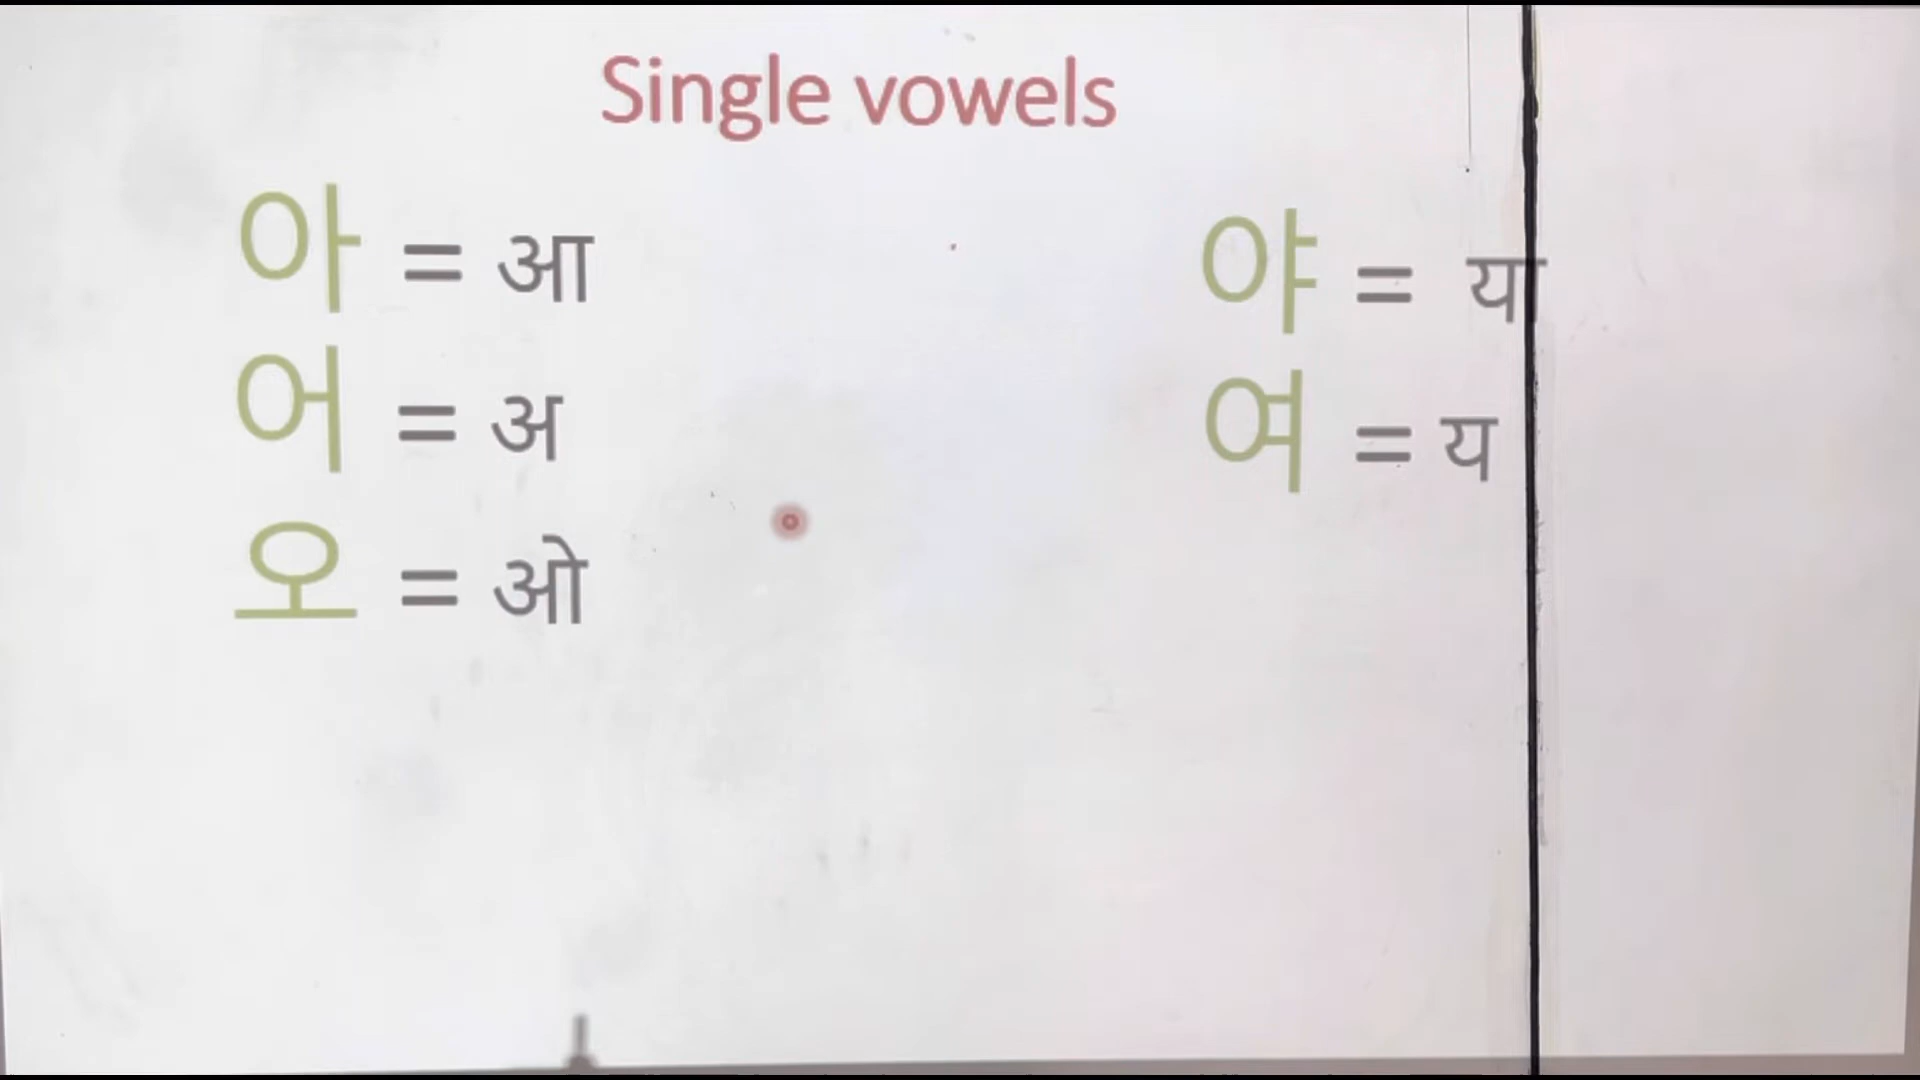 Single vowels
아 = आ
야 = या
어 = अ
여 = य
오 = ओ